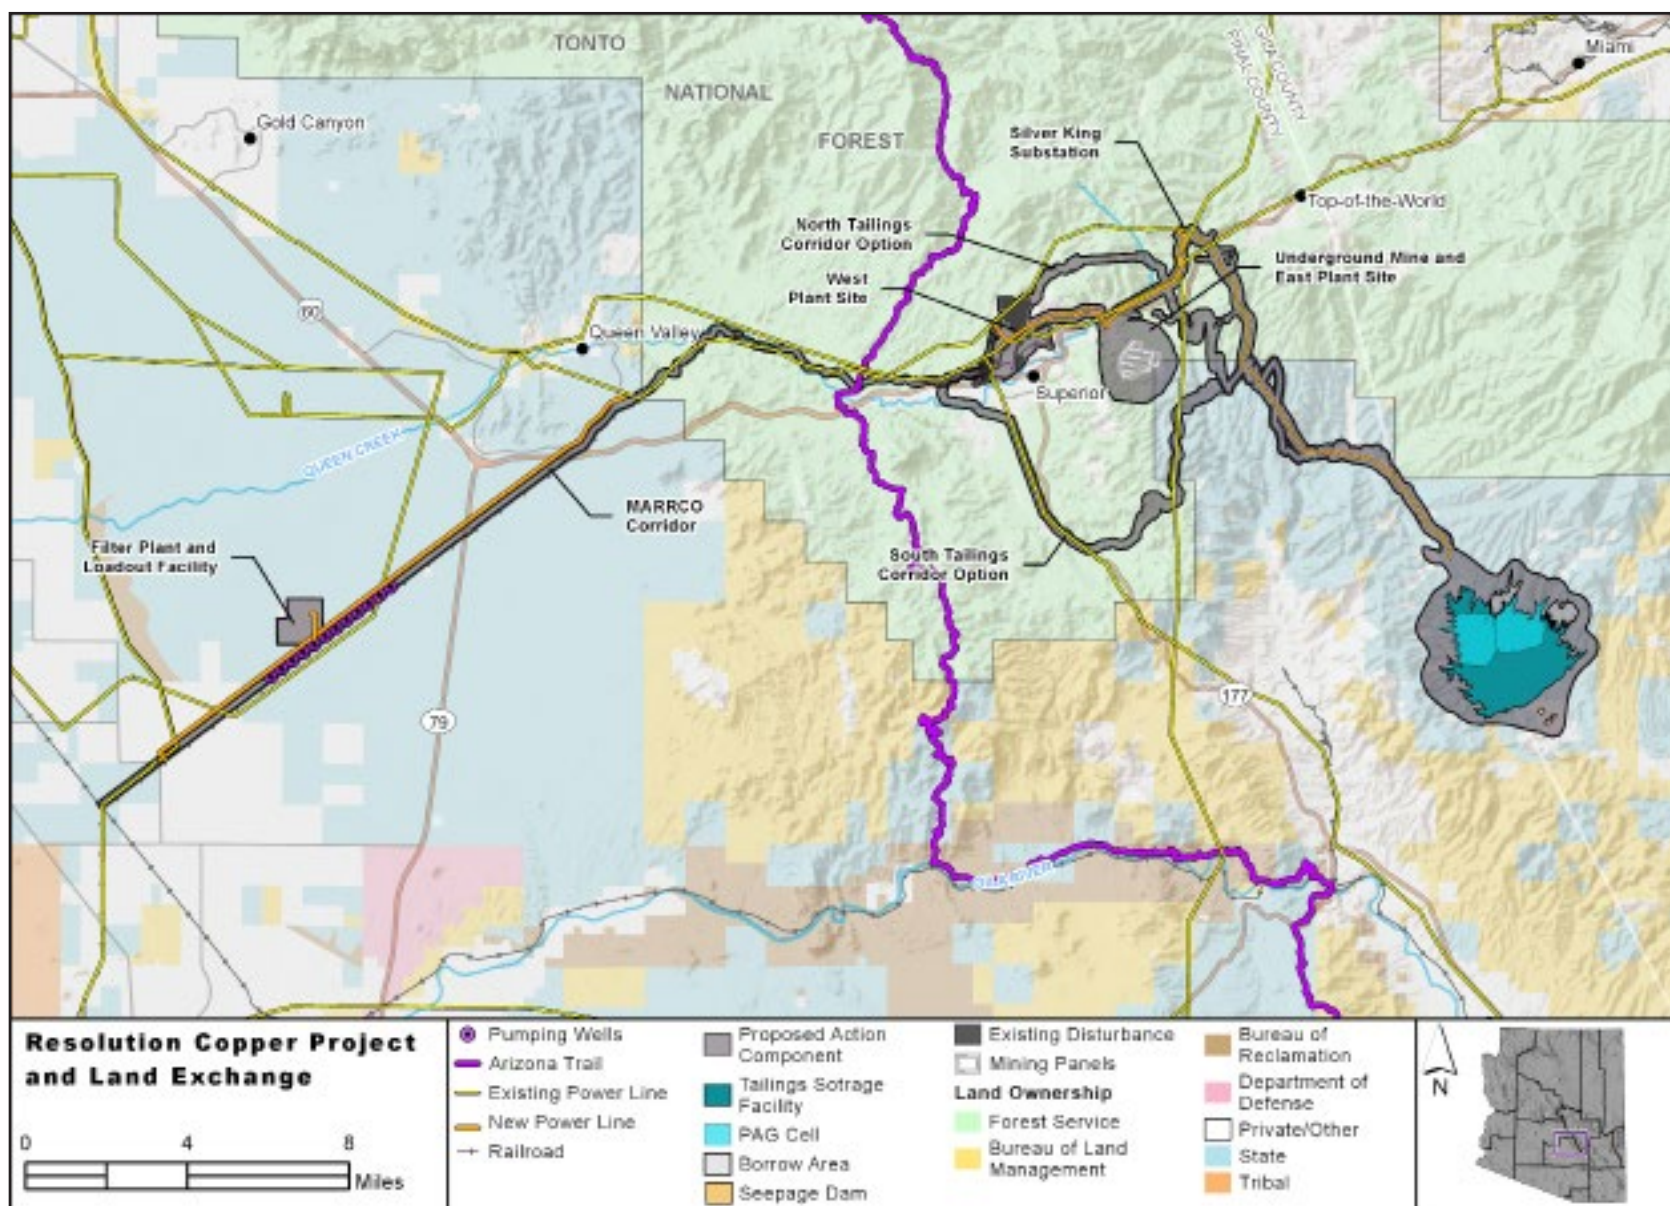 TONTO
NATIONAL
FOREST
GILA COUNTY
PINAL COUNTY
Miami
Gold Canyon
Silver King
Substation
Top-of-the-World
North Tailings
Corridor Option
Underground Mine and
East Plant Site
West
Plant Site
60
Queen Valley
Superior
QUEEN CREEK
MARRCO
Corridor
Filter Plant and
Loadout Facility
South Tailings
Corridor Option
79
177
GILA RIVER
Resolution Copper Project
and Land Exchange
0 4 8
Miles
Pumping Wells
Arizona Trail
Existing Power Line
New Power Line
Railroad
Proposed Action
Component
Tailings Sotrage
Facility
PAG Cell
Borrow Area
Seepage Dam
Existing Disturbance
Mining Panels
Land Ownership
Forest Service
Bureau of Land
Management
Bureau of
Reclamation
Department of
Defense
Private/Other
State
Tribal
N